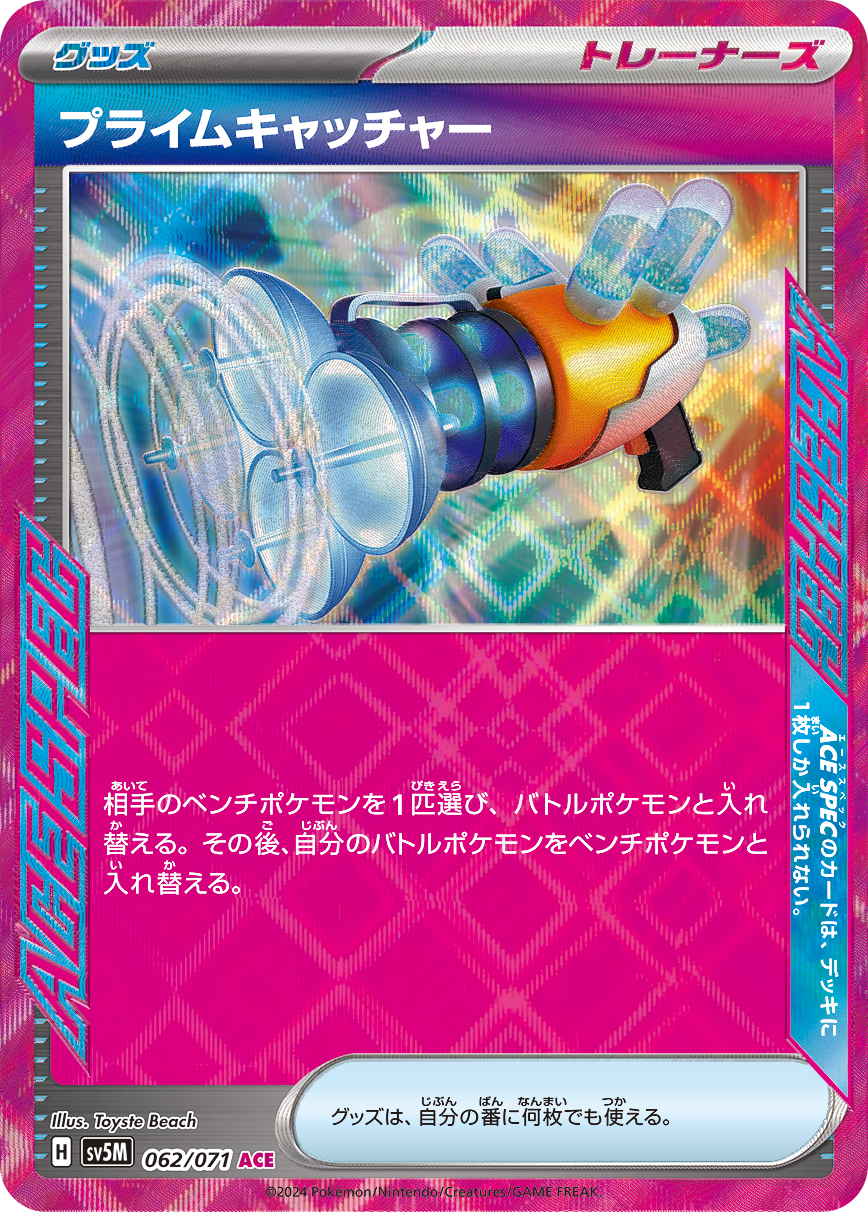 グッズ
トレーナーズ
プライムキャッチャー
ACE SPEC
ACE SPEC
ACE SPECのカードは、デッキに
1枚しか入れられない。
相手のベンチポケモンを1匹選び、バトルポケモンと入れ
替える。その後、自分のバトルポケモンをベンチポケモンと
入れ替える。
グッズは、自分の番に何枚でも使える。
Illus. Toyste Beach
H sv5M 062/071 ACE
©2024 Pokémon/Nintendo/Creatures/GAME FREAK.